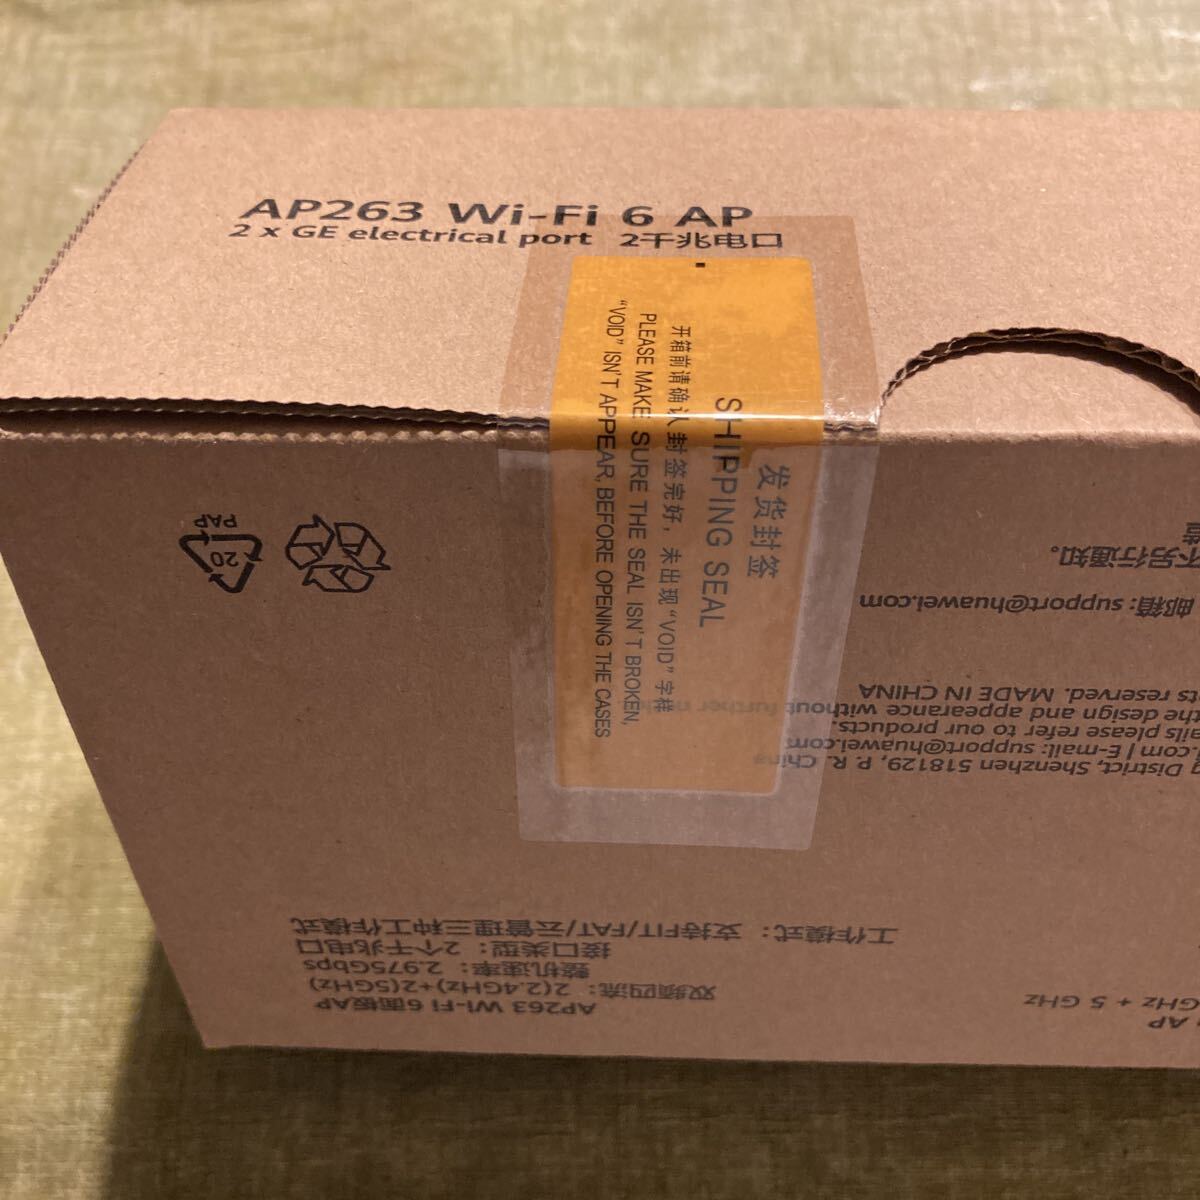 AP263 Wi-Fi 6 AP
2 x GE electrical port 2千兆电口
发货封签
SHIPPING SEAL
开箱前请确认封签完好，未出现“VOID”字样
PLEASE MAKE SURE THE SEAL ISN'T BROKEN,
“VOID” ISN'T APPEAR, BEFORE OPENING THE CASES
20
PAP
AP263 Wi-Fi 6面板AP
双频四流：2(2.4GHz)+2(5GHz)
整机速率：2.975Gbps
接口类型：2个千兆电口
工作模式：支持FIT/FAT/云管理三种工作模式
AP
GHz + 5 GHz
District, Shenzhen 518129, P. R. China
.com | E-mail: support@huawei.com
please refer to our products.
the design and appearance without further
reserved. MADE IN CHINA
邮箱: support@huawei.com
不另行通知。